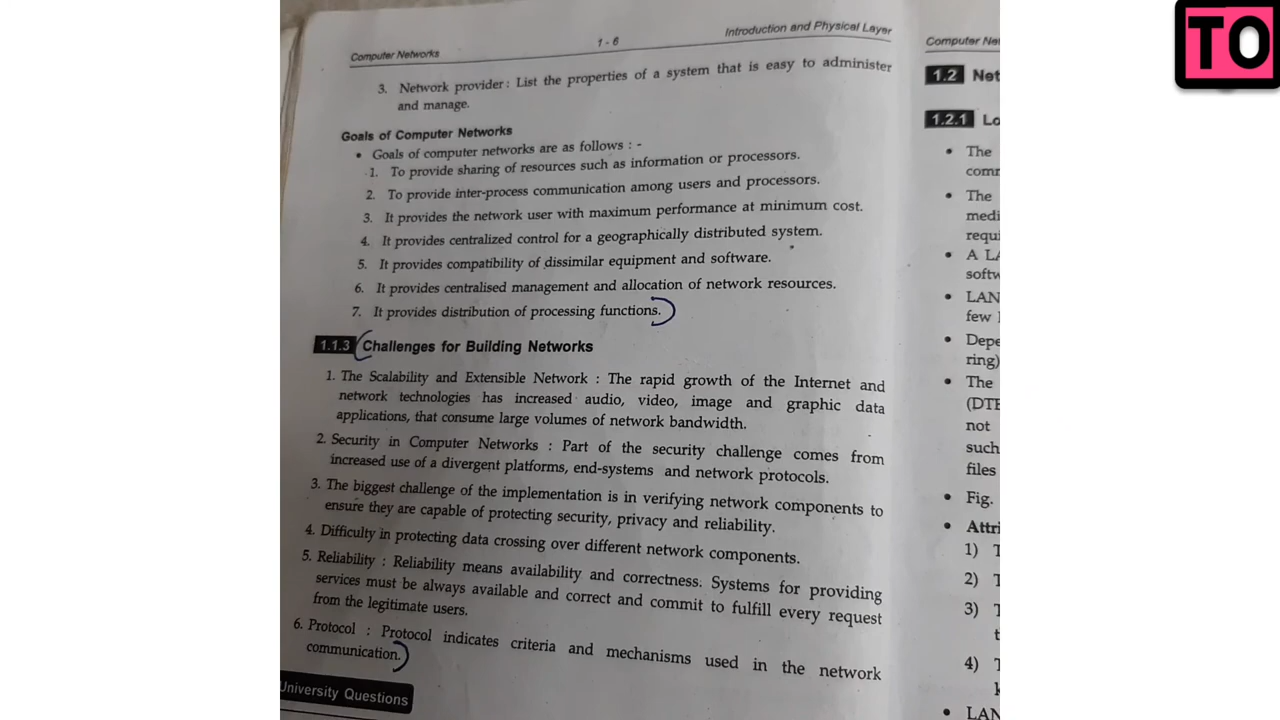 TO
Computer Networks
1 - 6
Introduction and Physical Layer
3. Network provider : List the properties of a system that is easy to administer
and manage.
Goals of Computer Networks
• Goals of computer networks are as follows : -
1. To provide sharing of resources such as information or processors.
2. To provide inter-process communication among users and processors.
3. It provides the network user with maximum performance at minimum cost.
4. It provides centralized control for a geographically distributed system.
5. It provides compatibility of dissimilar equipment and software.
6. It provides centralised management and allocation of network resources.
7. It provides distribution of processing functions.
1.1.3 Challenges for Building Networks
1. The Scalability and Extensible Network : The rapid growth of the Internet and
network technologies has increased audio, video, image and graphic data
applications, that consume large volumes of network bandwidth.
2. Security in Computer Networks : Part of the security challenge comes from
increased use of a divergent platforms, end-systems and network protocols.
3. The biggest challenge of the implementation is in verifying network components to
ensure they are capable of protecting security, privacy and reliability.
4. Difficulty in protecting data crossing over different network components.
5. Reliability : Reliability means availability and correctness. Systems for providing
services must be always available and correct and commit to fulfill every request
from the legitimate users.
6. Protocol : Protocol indicates criteria and mechanisms used in the network
communication.
University Questions
Computer Ne
1.2 Net
1.2.1 Lo
• The
comm
• The
medi
requi
• A LA
softw
• LAN
few
• Depe
ring)
• The
(DTE
not
such
files
• Fig.
• Attri
1) T
2) T
3) T
t
4) T
k
• LAN